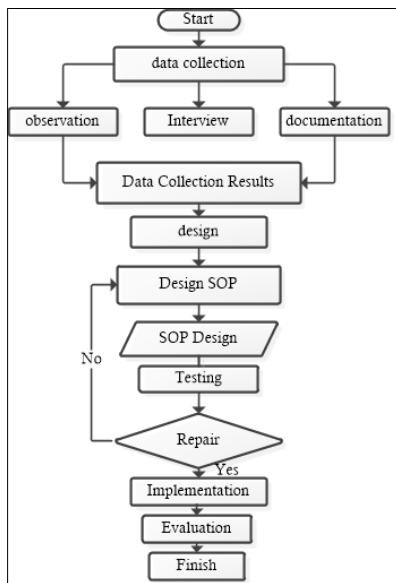 Start
data collection
observation
Interview
documentation
Data Collection Results
design
Design SOP
SOP Design
No
Testing
Repair
Yes
Implementation
Evaluation
Finish